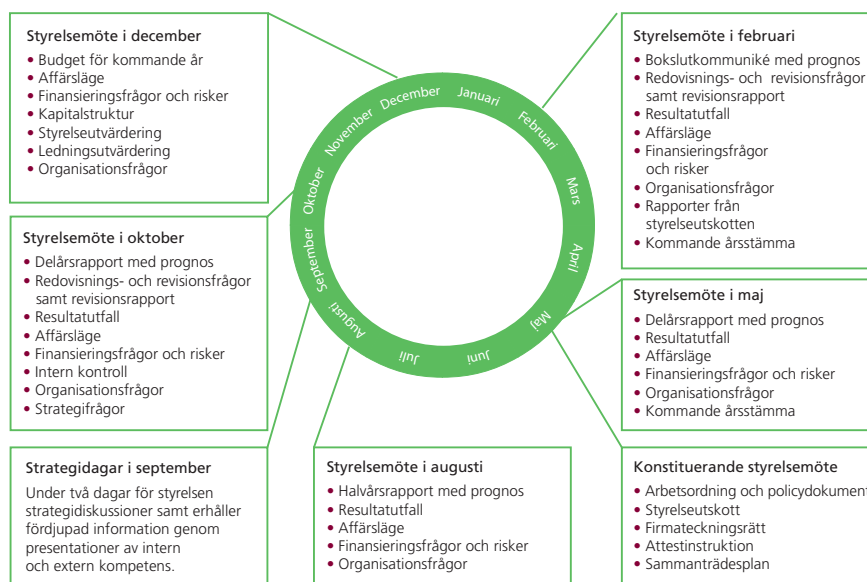 Styrelsemöte i december
• Budget för kommande år
• Affärsläge
• Finansieringsfrågor och risker
• Kapitalstruktur
• Styrelseutvärdering
• Ledningsutvärdering
• Organisationsfrågor
Januari
Februari
Mars
April
Maj
Juni
Juli
Augusti
September
Oktober
November
December
Styrelsemöte i februari
• Bokslutkommuniké med prognos
• Redovisnings- och revisionsfrågor
samt revisionsrapport
• Resultatutfall
• Affärsläge
• Finansieringsfrågor
och risker
• Organisationsfrågor
• Rapporter från
styrelseutskotten
• Kommande årsstämma
Styrelsemöte i oktober
• Delårsrapport med prognos
• Redovisnings- och revisionsfrågor
samt revisionsrapport
• Resultatutfall
• Affärsläge
• Finansieringsfrågor och risker
• Intern kontroll
• Organisationsfrågor
• Strategifrågor
Styrelsemöte i maj
• Delårsrapport med prognos
• Resultatutfall
• Affärsläge
• Finansieringsfrågor och risker
• Organisationsfrågor
• Kommande årsstämma
Strategidagar i september
Under två dagar för styrelsen
strategidiskussioner samt erhåller
fördjupad information genom
presentationer av intern
och extern kompetens.
Styrelsemöte i augusti
• Halvårsrapport med prognos
• Resultatutfall
• Affärsläge
• Finansieringsfrågor och risker
• Organisationsfrågor
Konstituerande styrelsemöte
• Arbetsordning och policydokument
• Styrelseutskott
• Firmateckningsrätt
• Attestinstruktion
• Sammanträdesplan